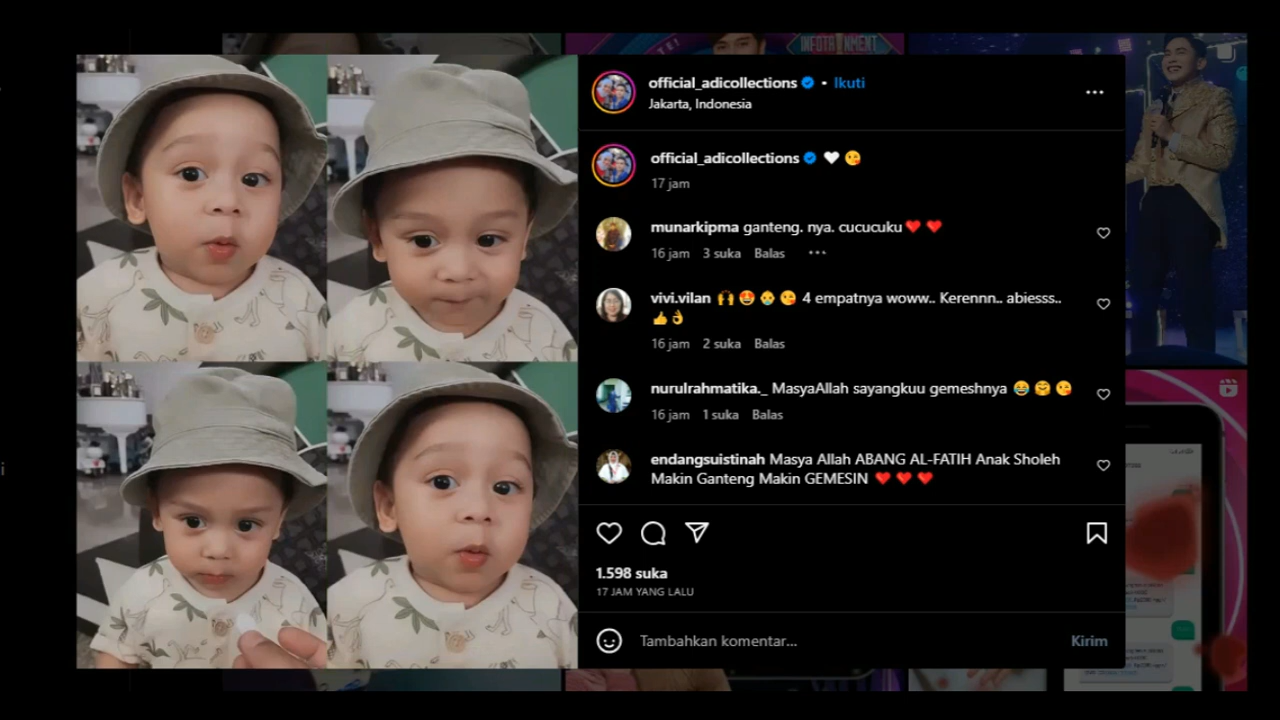 TE!
INFOTAINMENT
official_adicollections • Ikuti
Jakarta, Indonesia
official_adicollections 🤍 😘
17 jam
munarkipma ganteng. nya. cucucuku❤️ ❤️
16 jam 3 suka Balas •••
vivi.vilan 🙌 😍 👶 😘 4 empatnya woww.. Kerennn.. abiesss..
👍👌
16 jam 2 suka Balas
nurulrahmatika._ MasyaAllah sayangkuu gemeshnya 😂 🤗 😘
16 jam 1 suka Balas
endangsuistinah Masya Allah ABANG AL-FATIH Anak Sholeh
Makin Ganteng Makin GEMESIN ❤️ ❤️ ❤️
1.598 suka
17 JAM YANG LALU
Tambahkan komentar...
Kirim